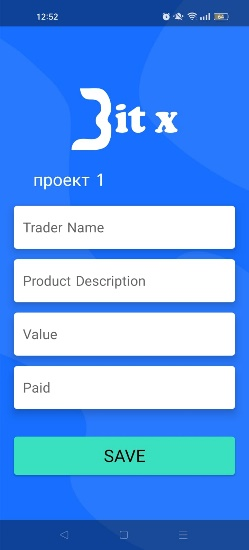 12:52
Bit x
проект 1
Trader Name
Product Description
Value
Paid
SAVE